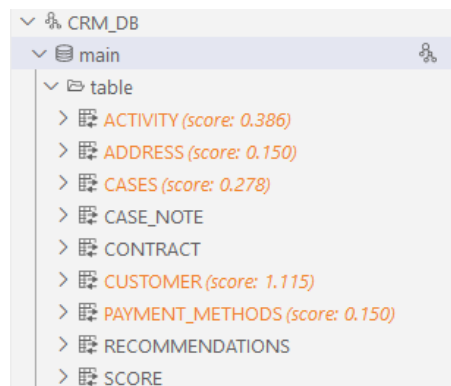 CRM_DB
main
table
ACTIVITY (score: 0.386)
ADDRESS (score: 0.150)
CASES (score: 0.278)
CASE_NOTE
CONTRACT
CUSTOMER (score: 1.115)
PAYMENT_METHODS (score: 0.150)
RECOMMENDATIONS
SCORE